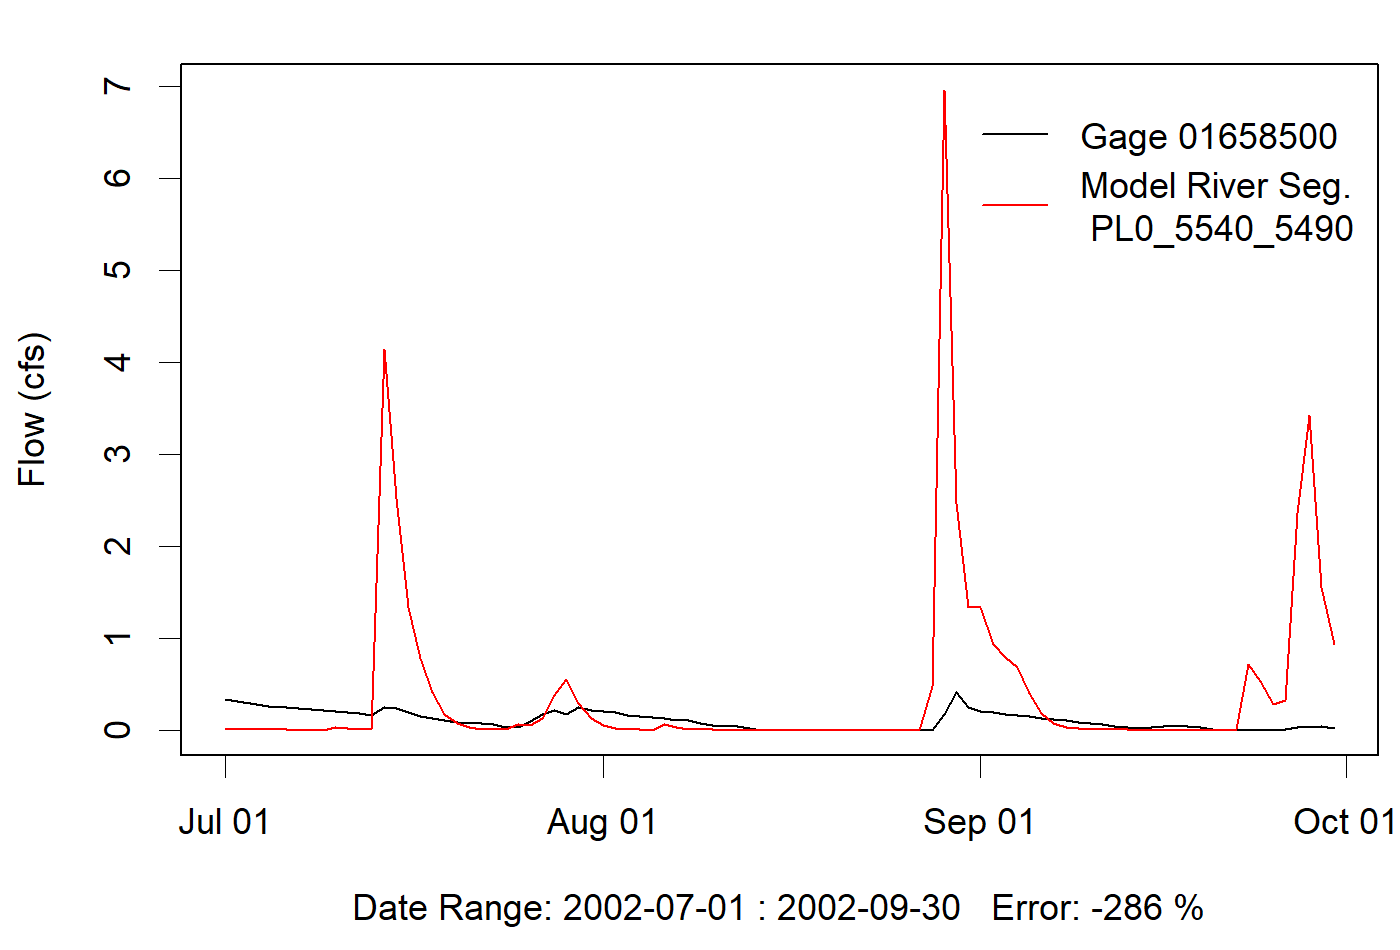 7
6
5
4
3
2
1
0
Flow (cfs)
Gage 01658500
Model River Seg.
PL0_5540_5490
Jul 01 Aug 01 Sep 01 Oct 01
Date Range: 2002-07-01 : 2002-09-30 Error: -286 %